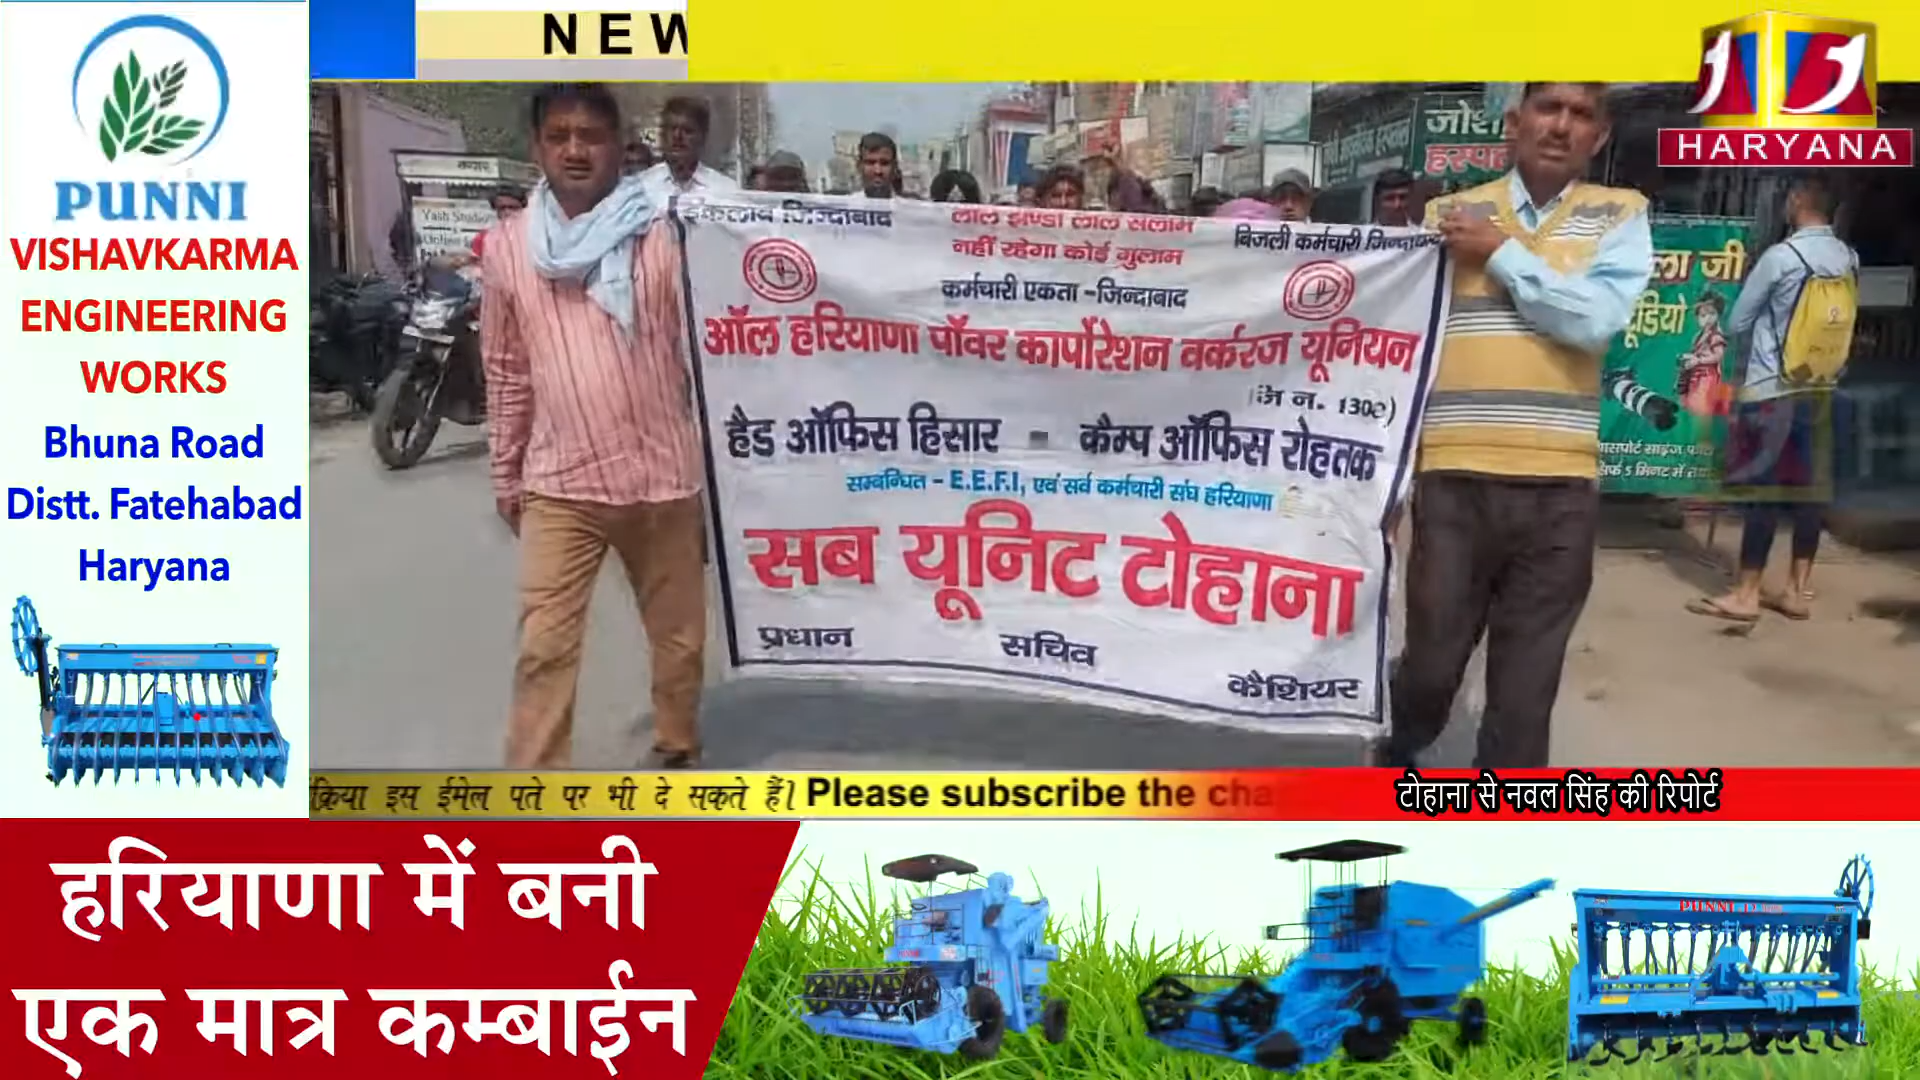 PUNNI
VISHAVKARMA
ENGINEERING
WORKS
Bhuna Road
Distt. Fatehabad
Haryana
NEW
HARYANA
इंकलाब जिन्दाबाद
लाल झण्डा लाल सलाम
नहीं रहेगा कोई गुलाम
बिजली कर्मचारी जिन्दाबाद
कर्मचारी एकता -जिन्दाबाद
ऑल हरियाणा पॉवर कार्पोरेशन वर्करज यूनियन
न. 130
हैड ऑफिस हिसार - कैम्प ऑफिस रोहतक
सम्बन्धित - E.E.F.I, एवं सर्व कर्मचारी संघ हरियाणा
सब यूनिट टोहाना
प्रधान
सचिव
कैशियर
Yash Studio
Online
ला जी
टूडियो
क्रिया इस ईमेल पते पर भी दे सकते हैं। Please subscribe the cha
टोहाना से नवल सिंह की रिपोर्ट
हरियाणा में बनी
एक मात्र कम्बाईन
PUNNI